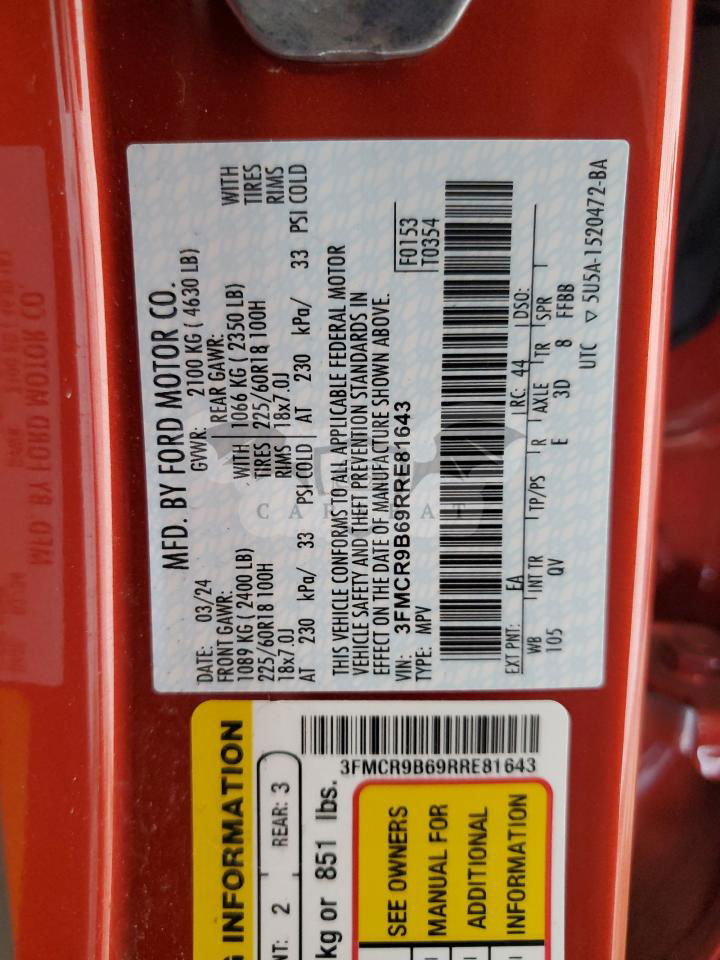 MFD. BY FORD MOTOR CO.
DATE: 03/24 GVWR: 2100 KG ( 4630 LB)
FRONT GAWR: REAR GAWR:
1089 KG ( 2400 LB) WITH 1066 KG ( 2350 LB) WITH
225/60R18 100H TIRES 225/60R18 100H TIRES
18x7.0J RIMS 18x7.0J RIMS
AT 230 kPa/ 33 PSI COLD AT 230 kPa/ 33 PSI COLD
THIS VEHICLE CONFORMS TO ALL APPLICABLE FEDERAL MOTOR
VEHICLE SAFETY AND THEFT PREVENTION STANDARDS IN
EFFECT ON THE DATE OF MANUFACTURE SHOWN ABOVE.
VIN: 3FMCR9B69RRE81643 F0153
TYPE: MPV T0354
EXT PNT: EA RC: 44 DSO:
WB INT TR TP/PS R AXLE TR SPR
105 QV E 3D 8 FFBB
UTC ▽ 5U5A-1520472-BA
INFORMATION
2 REAR: 3
kg or 851 lbs.
3FMCR9B69RRE81643
SEE OWNERS
MANUAL FOR
ADDITIONAL
INFORMATION